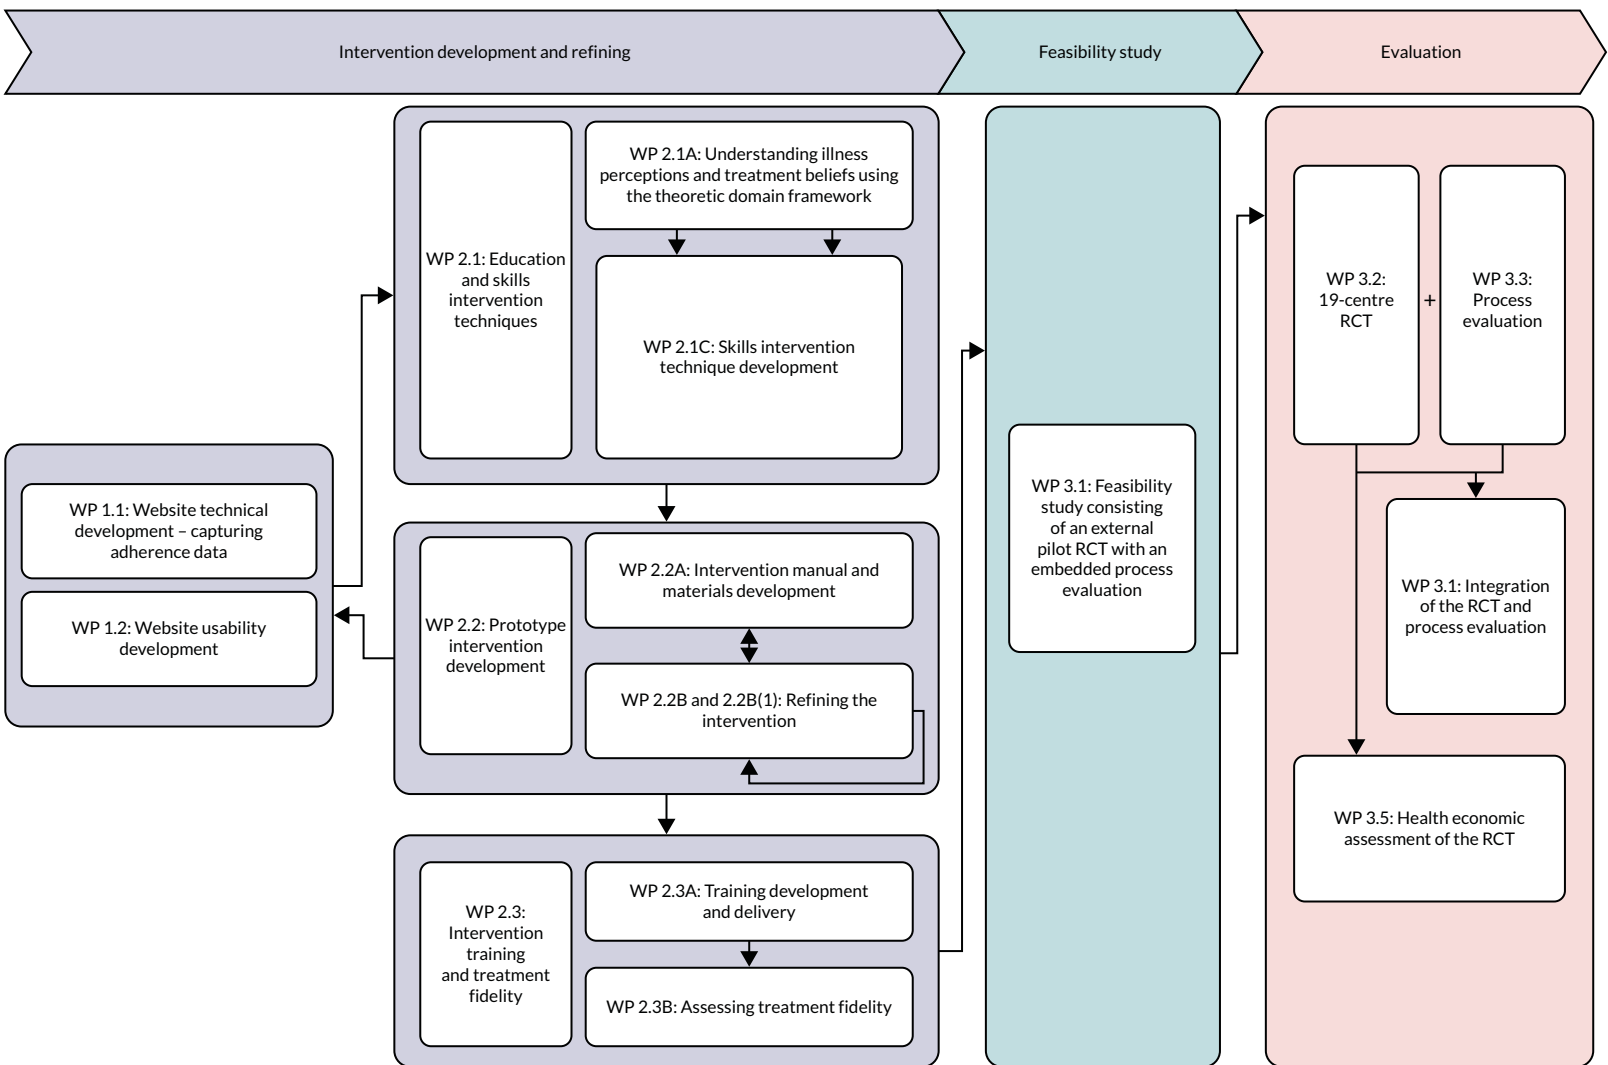 Intervention development and refining
Feasibility study
Evaluation
WP 1.1: Website technical
development – capturing
adherence data
WP 1.2: Website usability
development
WP 2.1: Education
and skills
intervention
techniques
WP 2.1A: Understanding illness
perceptions and treatment beliefs using
the theoretic domain framework
WP 2.1C: Skills intervention
technique development
WP 2.2: Prototype
intervention
development
WP 2.2A: Intervention manual and
materials development
WP 2.2B and 2.2B(1): Refining the
intervention
WP 2.3:
Intervention
training
and treatment
fidelity
WP 2.3A: Training development
and delivery
WP 2.3B: Assessing treatment fidelity
WP 3.1: Feasibility
study consisting
of an external
pilot RCT with an
embedded process
evaluation
WP 3.2:
19-centre
RCT
+
WP 3.3:
Process
evaluation
WP 3.1: Integration
of the RCT and
process evaluation
WP 3.5: Health economic
assessment of the RCT